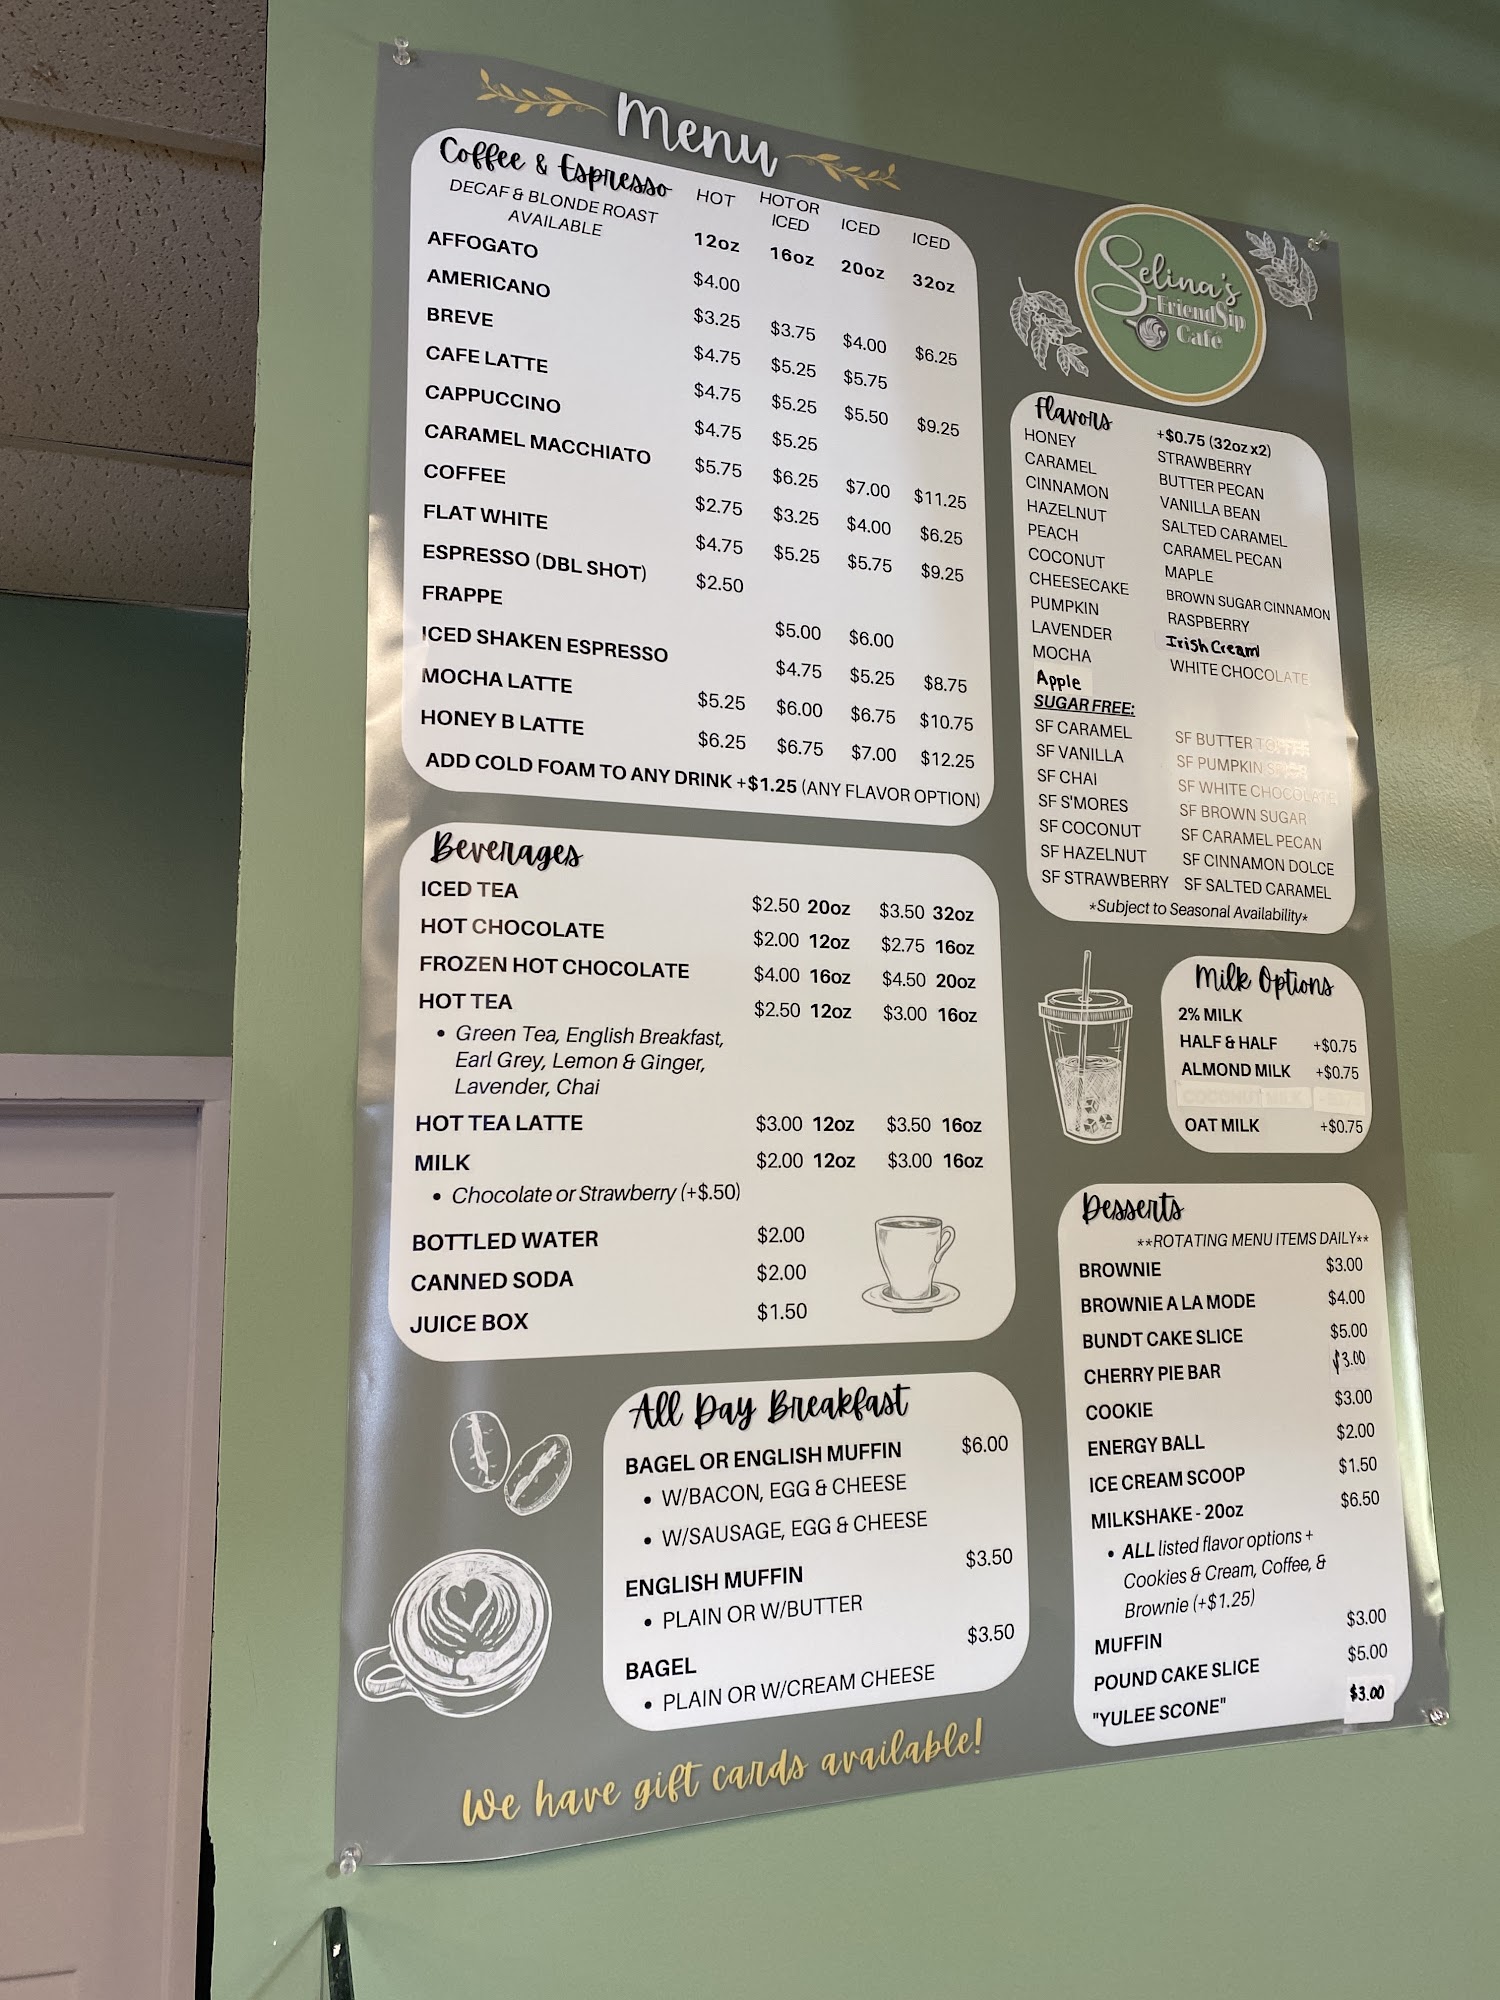 Menu
Coffee & Espresso
DECAF & BLONDE ROAST
AVAILABLE
HOT HOT OR ICED ICED ICED
12oz 16oz 20oz 32oz
AFFOGATO $4.00
AMERICANO $3.25 $3.75 $4.00 $6.25
BREVE $4.75 $5.25 $5.75
CAFE LATTE $4.75 $5.25 $5.50 $9.25
CAPPUCCINO $4.75 $5.25
CARAMEL MACCHIATO $5.75 $6.25 $7.00 $11.25
COFFEE $2.75 $3.25 $4.00 $6.25
FLAT WHITE $4.75 $5.25 $5.75 $9.25
ESPRESSO (DBL SHOT) $2.50
FRAPPE $5.00 $6.00
ICED SHAKEN ESPRESSO $4.75 $5.25 $8.75
MOCHA LATTE $5.25 $6.00 $6.75 $10.75
HONEY B LATTE $6.25 $6.75 $7.00 $12.25
ADD COLD FOAM TO ANY DRINK +$1.25 (ANY FLAVOR OPTION)
Beverages
ICED TEA $2.50 20oz $3.50 32oz
HOT CHOCOLATE $2.00 12oz $2.75 16oz
FROZEN HOT CHOCOLATE $4.00 16oz $4.50 20oz
HOT TEA $2.50 12oz $3.00 16oz
• Green Tea, English Breakfast,
Earl Grey, Lemon & Ginger,
Lavender, Chai
HOT TEA LATTE $3.00 12oz $3.50 16oz
MILK $2.00 12oz $3.00 16oz
• Chocolate or Strawberry (+$.50)
BOTTLED WATER $2.00
CANNED SODA $2.00
JUICE BOX $1.50
All Day Breakfast
BAGEL OR ENGLISH MUFFIN $6.00
• W/BACON, EGG & CHEESE
• W/SAUSAGE, EGG & CHEESE
ENGLISH MUFFIN $3.50
• PLAIN OR W/BUTTER
BAGEL $3.50
• PLAIN OR W/CREAM CHEESE
We have gift cards available!
Selina's
FriendSip
Café
Flavors +$0.75 (32oz x2)
HONEY STRAWBERRY
CARAMEL BUTTER PECAN
CINNAMON VANILLA BEAN
HAZELNUT SALTED CARAMEL
PEACH CARAMEL PECAN
COCONUT MAPLE
CHEESECAKE BROWN SUGAR CINNAMON
PUMPKIN RASPBERRY
LAVENDER Irish Cream
MOCHA WHITE CHOCOLATE
Apple
SUGAR FREE:
SF CARAMEL SF BUTTER TOFFEE
SF VANILLA SF PUMPKIN SPICE
SF CHAI SF WHITE CHOCOLATE
SF S'MORES SF BROWN SUGAR
SF COCONUT SF CARAMEL PECAN
SF HAZELNUT SF CINNAMON DOLCE
SF STRAWBERRY SF SALTED CARAMEL
*Subject to Seasonal Availability*
Milk Options
2% MILK
HALF & HALF +$0.75
ALMOND MILK +$0.75
COCONUT MILK
OAT MILK +$0.75
Desserts
**ROTATING MENU ITEMS DAILY**
BROWNIE $3.00
BROWNIE A LA MODE $4.00
BUNDT CAKE SLICE $5.00
CHERRY PIE BAR $3.00
COOKIE $3.00
ENERGY BALL $2.00
ICE CREAM SCOOP $1.50
MILKSHAKE - 20oz $6.50
• ALL listed flavor options +
Cookies & Cream, Coffee, &
Brownie (+$1.25)
MUFFIN $3.00
POUND CAKE SLICE $5.00
"YULEE SCONE" $3.00